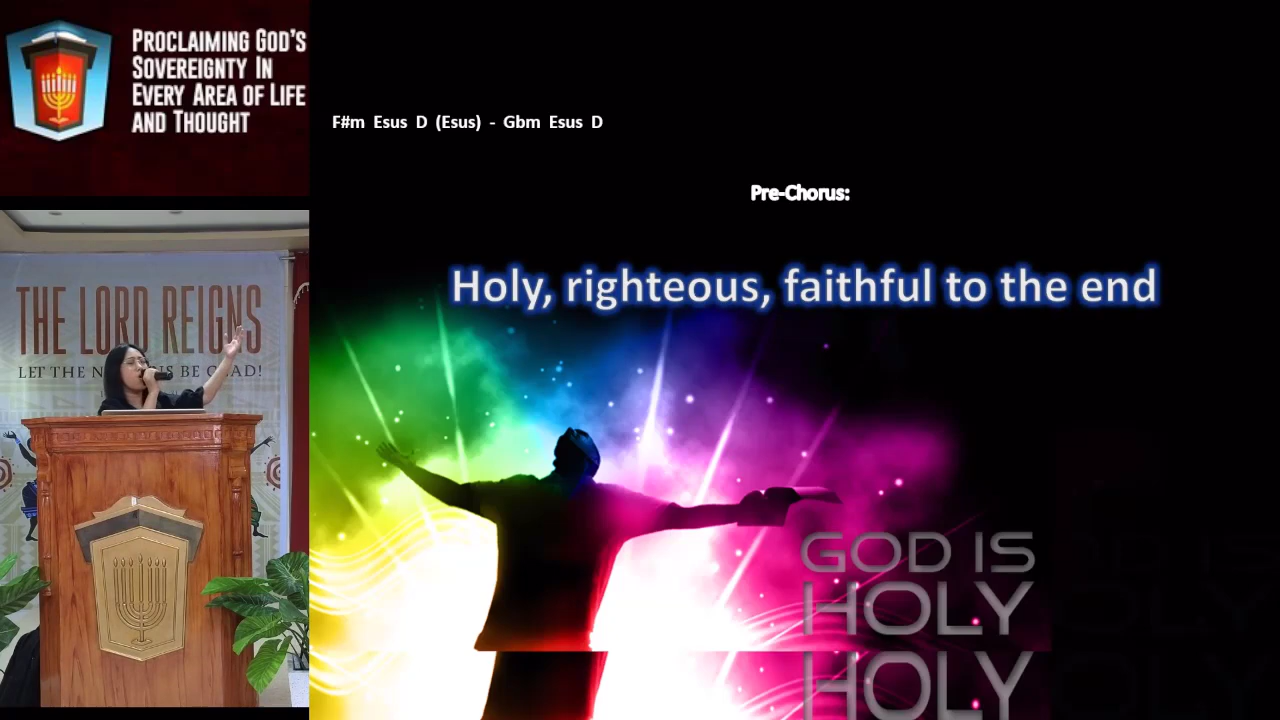 PROCLAIMING GOD'S
SOVEREIGNTY IN
EVERY AREA OF LIFE
AND THOUGHT
F#m Esus D (Esus) - Gbm Esus D
Pre-Chorus:
Holy, righteous, faithful to the end
THE LORD REIGNS
LET THE N NS BE GLAD!
GOD IS
HOLY
HOLY